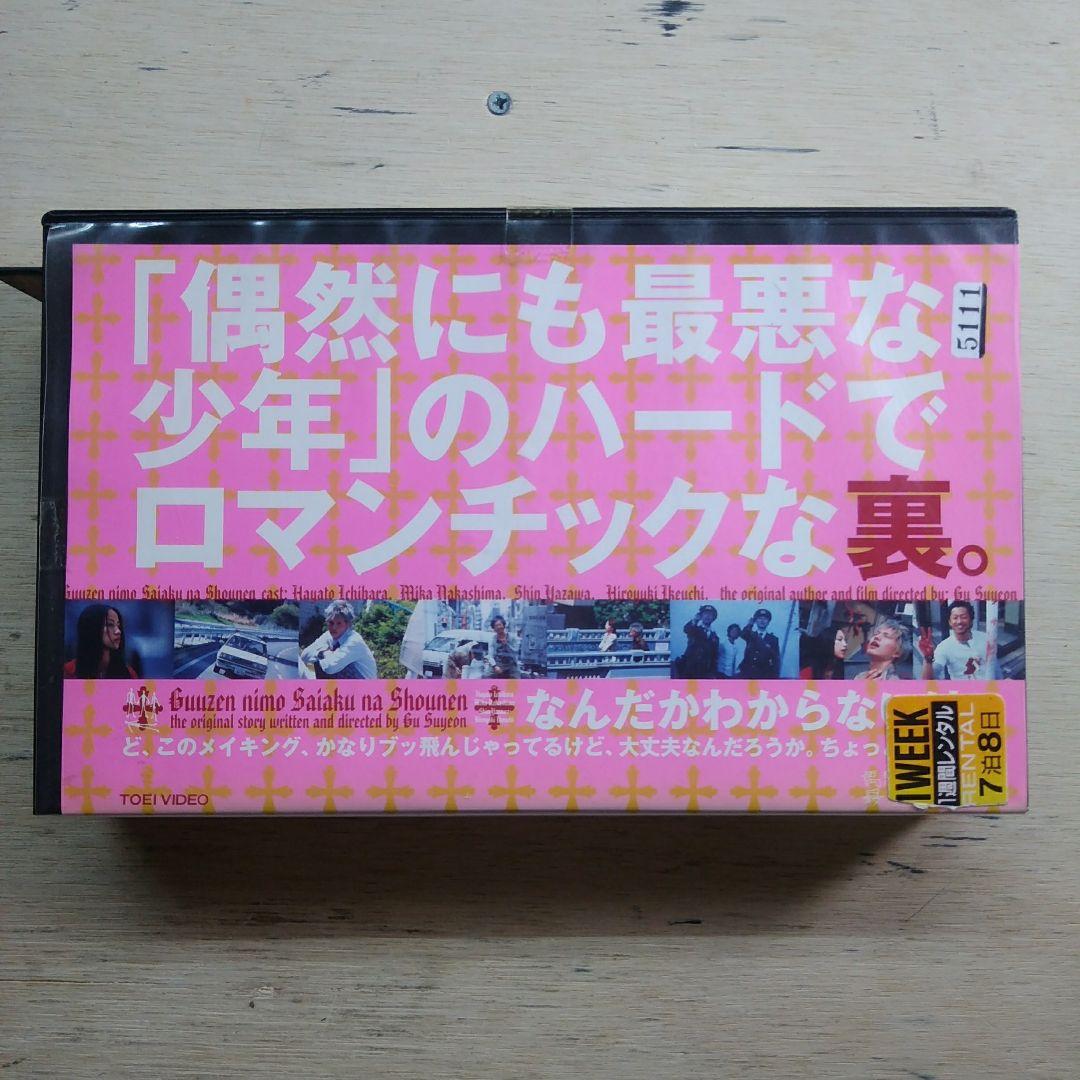 「偶然にも最悪な
少年」のハードで
ロマンチックな裏。
5111
Guuzen nimo Saiaku na Shounen cast: Hayato Ichihara. Mika Nakashima. Shin Yazawa. Hiroyuki Ikeuchi. the original author and film directed by: Gu Suyeon
Guuzen nimo Saiaku na Shounen
the original story written and directed by Gu Suyeon
なんだかわからな
ど、このメイキング、かなりブッ飛んじゃってるけど、大丈夫なんだろうか。ちょっ
TOEI VIDEO
1WEEK
1週間レンタル
7泊8日
RENTAL